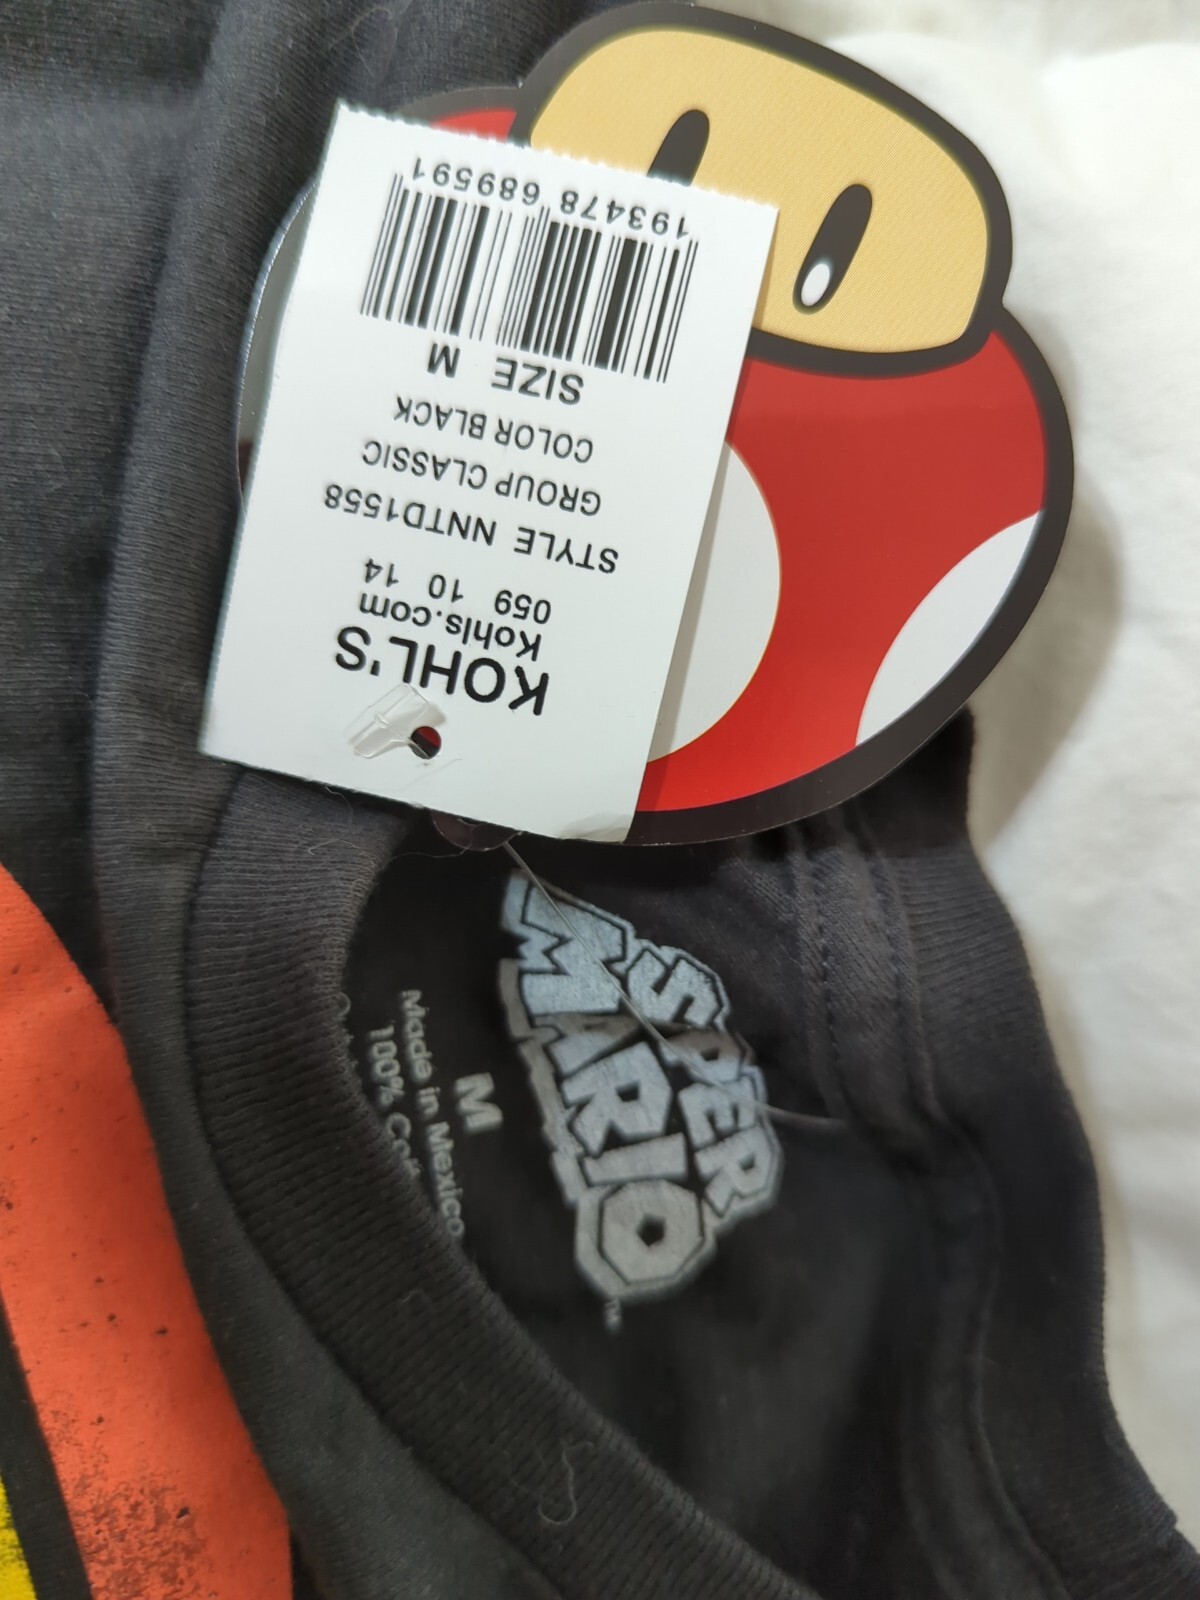 KOHL'S
Kohls.com
059 10 14
STYLE NNTD1558
GROUP CLASSIC
COLOR BLACK
SIZE M
193478 689591
SUPER
MARIO
M
Made in Mexico
100%